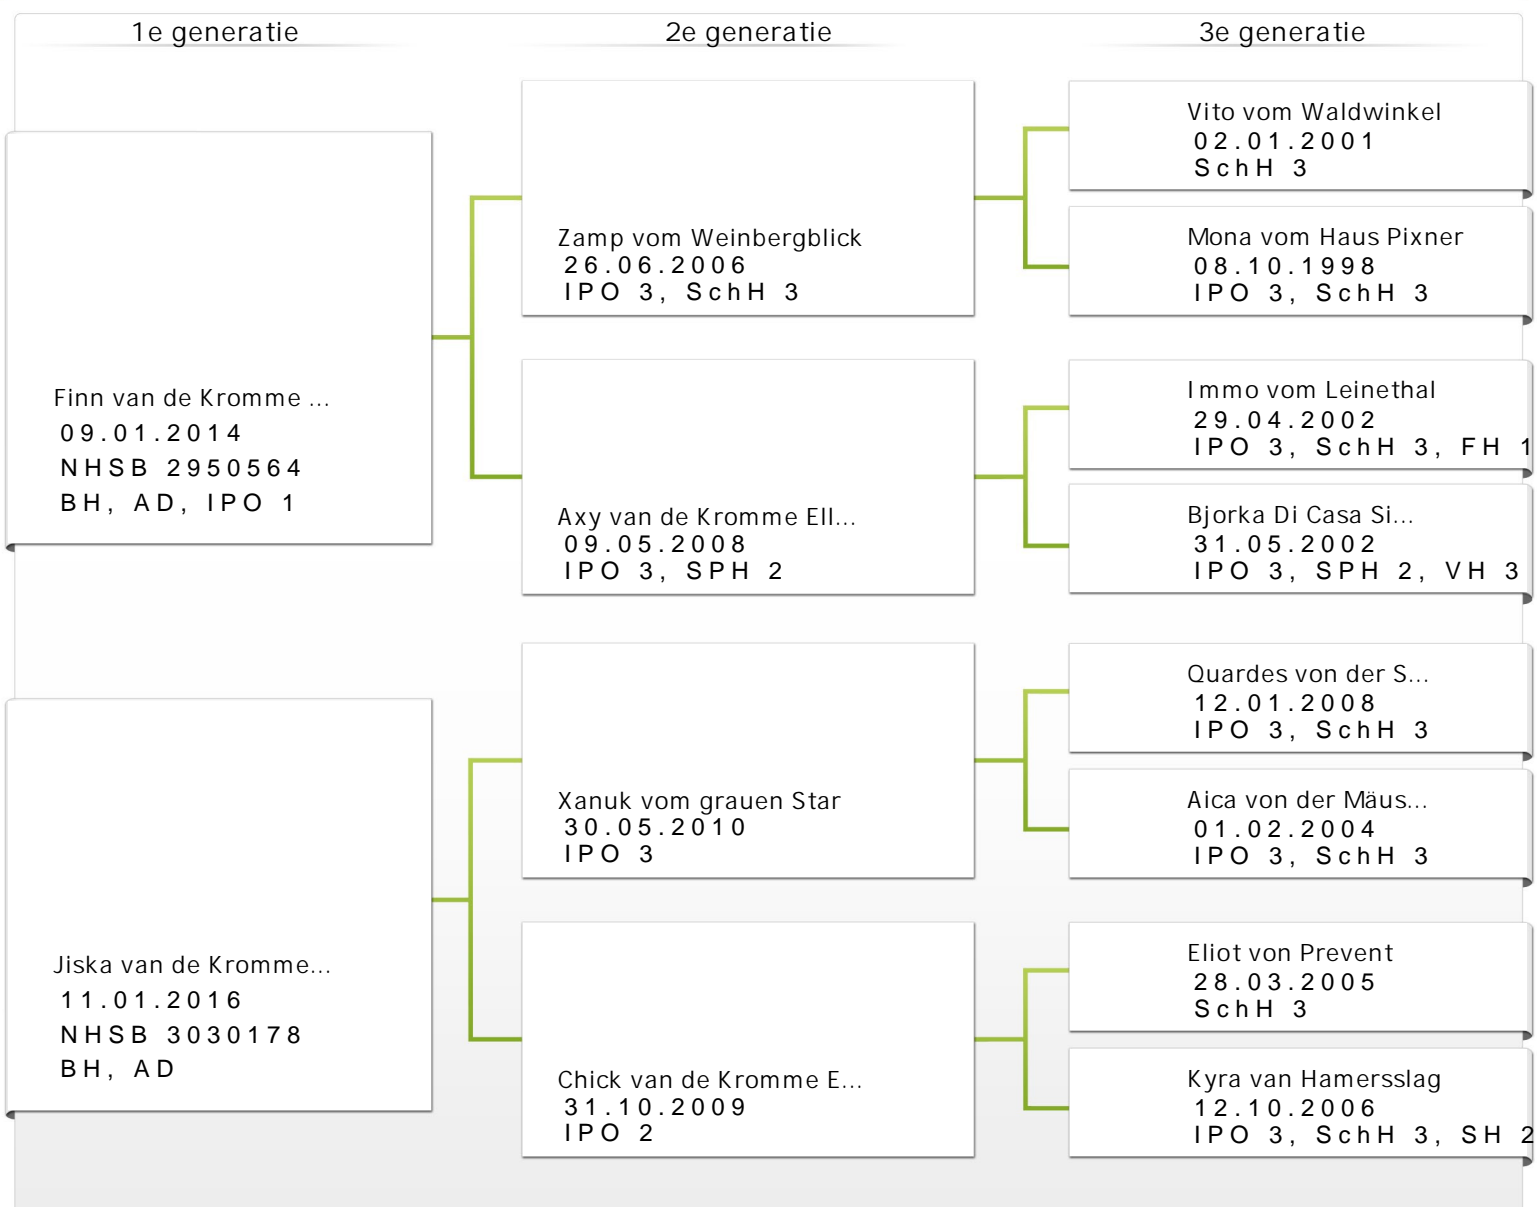 1e generatie
2e generatie
3e generatie
Finn van de Kromme ...
09.01.2014
NHSB 2950564
BH, AD, IPO 1
Jiska van de Kromme...
11.01.2016
NHSB 3030178
BH, AD
Zamp vom Weinbergblick
26.06.2006
IPO 3, SchH 3
Axy van de Kromme Ell...
09.05.2008
IPO 3, SPH 2
Xanuk vom grauen Star
30.05.2010
IPO 3
Chick van de Kromme E...
31.10.2009
IPO 2
Vito vom Waldwinkel
02.01.2001
SchH 3
Mona vom Haus Pixner
08.10.1998
IPO 3, SchH 3
Immo vom Leinethal
29.04.2002
IPO 3, SchH 3, FH 1
Bjorka Di Casa Si...
31.05.2002
IPO 3, SPH 2, VH 3
Quardes von der S...
12.01.2008
IPO 3, SchH 3
Aica von der Mäus...
01.02.2004
IPO 3, SchH 3
Eliot von Prevent
28.03.2005
SchH 3
Kyra van Hamersslag
12.10.2006
IPO 3, SchH 3, SH 2